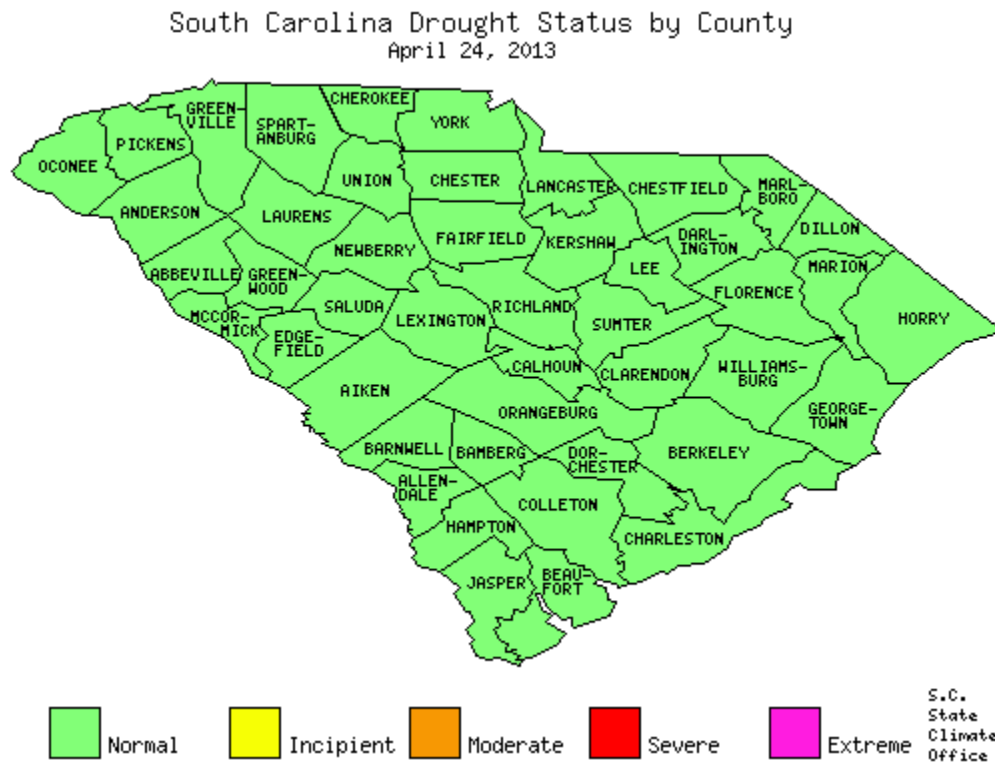 South Carolina Drought Status by County
April 24, 2013
CHEROKEE
GREEN-
VILLE
SPART-
ANBURG
YORK
PICKENS
OCONEE
UNION
CHESTER
LANCASTER
CHESTFIELD
MARL-
BORO
ANDERSON
LAURENS
DILLON
NEWBERRY
FAIRFIELD
KERSHAW
DARL-
INGTON
ABBEVILLE
GREEN-
WOOD
LEE
MARION
SALUDA
RICHLAND
FLORENCE
MCCOR-
MICK
LEXINGTON
SUMTER
HORRY
EDGE-
FIELD
CALHOUN
CLARENDON
WILLIAMS-
BURG
AIKEN
ORANGEBURG
GEORGE-
TOWN
BARNWELL
BAMBERG
DOR-
CHESTER
BERKELEY
ALLEN-
DALE
COLLETON
HAMPTON
CHARLESTON
JASPER
BEAU-
FORT
Normal
Incipient
Moderate
Severe
Extreme
S.C.
State
Climate
Office